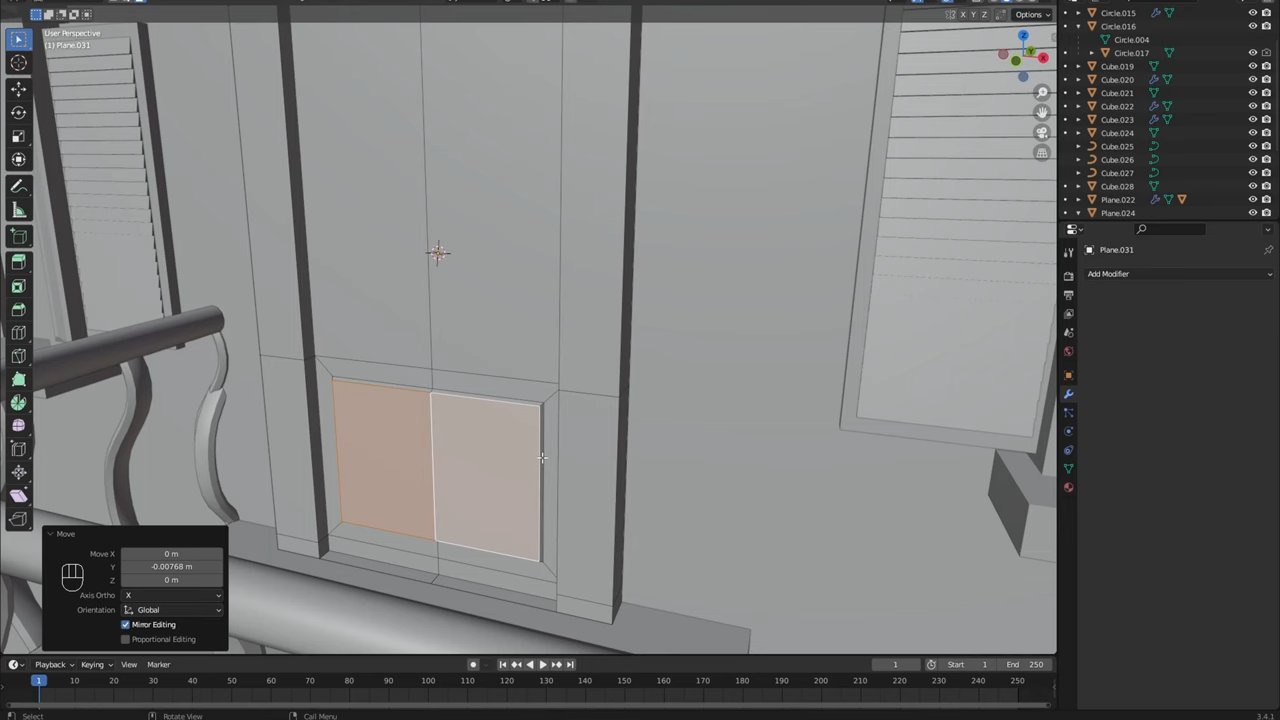 Options
X Y Z
User Perspective
(1) Plane.031
Z
Y
X
Circle.015
Circle.016
Circle.004
Circle.017
Cube.019
Cube.020
Cube.021
Cube.022
Cube.023
Cube.024
Cube.025
Cube.026
Cube.027
Cube.028
Plane.022
Plane.024
Plane.031
Add Modifier
Move
Move X 0 m
Y -0.00768 m
Z 0 m
Axis Ortho X
Orientation Global
Mirror Editing
Proportional Editing
Playback Keying View Marker 1 Start 1 End 250
1 10 20 30 40 50 60 70 80 90 100 110 120 130 140 150 160 170 180 190 200 210 220 230 240 250
Select Rotate View Call Menu 3.4.1